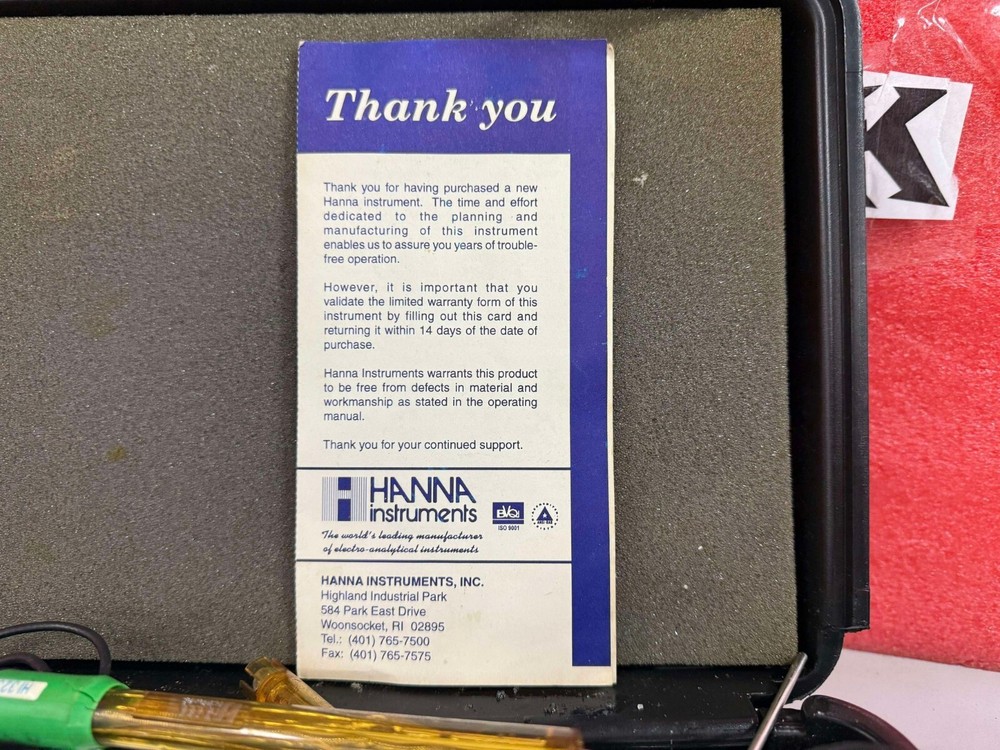 Thank you
Thank you for having purchased a new
Hanna instrument. The time and effort
dedicated to the planning and
manufacturing of this instrument
enables us to assure you years of trouble-
free operation.
However, it is important that you
validate the limited warranty form of this
instrument by filling out this card and
returning it within 14 days of the date of
purchase.
Hanna Instruments warrants this product
to be free from defects in material and
workmanship as stated in the operating
manual.
Thank you for your continued support.
HANNA
instruments
The world's leading manufacturer
of electro-analytical instruments
BVQI
ISO 9001
HANNA INSTRUMENTS, INC.
Highland Industrial Park
584 Park East Drive
Woonsocket, RI 02895
Tel.: (401) 765-7500
Fax: (401) 765-7575
K